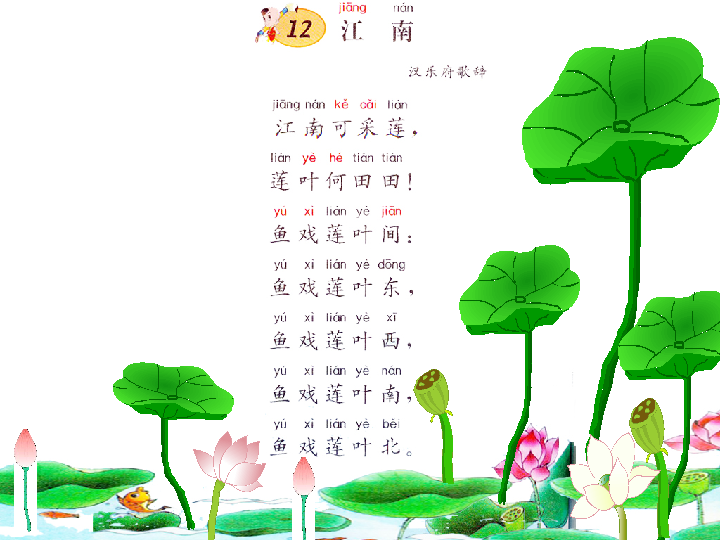 jiāng nán
12 江 南
汉乐府歌辞
jiāng nán kě cǎi lián
江南可采莲，
lián yè hé tián tián
莲叶何田田！
yú xì lián yè jiān
鱼戏莲叶间：
yú xì lián yè dōng
鱼戏莲叶东，
yú xì lián yè xī
鱼戏莲叶西，
yú xì lián yè nán
鱼戏莲叶南，
yú xì lián yè běi
鱼戏莲叶北。